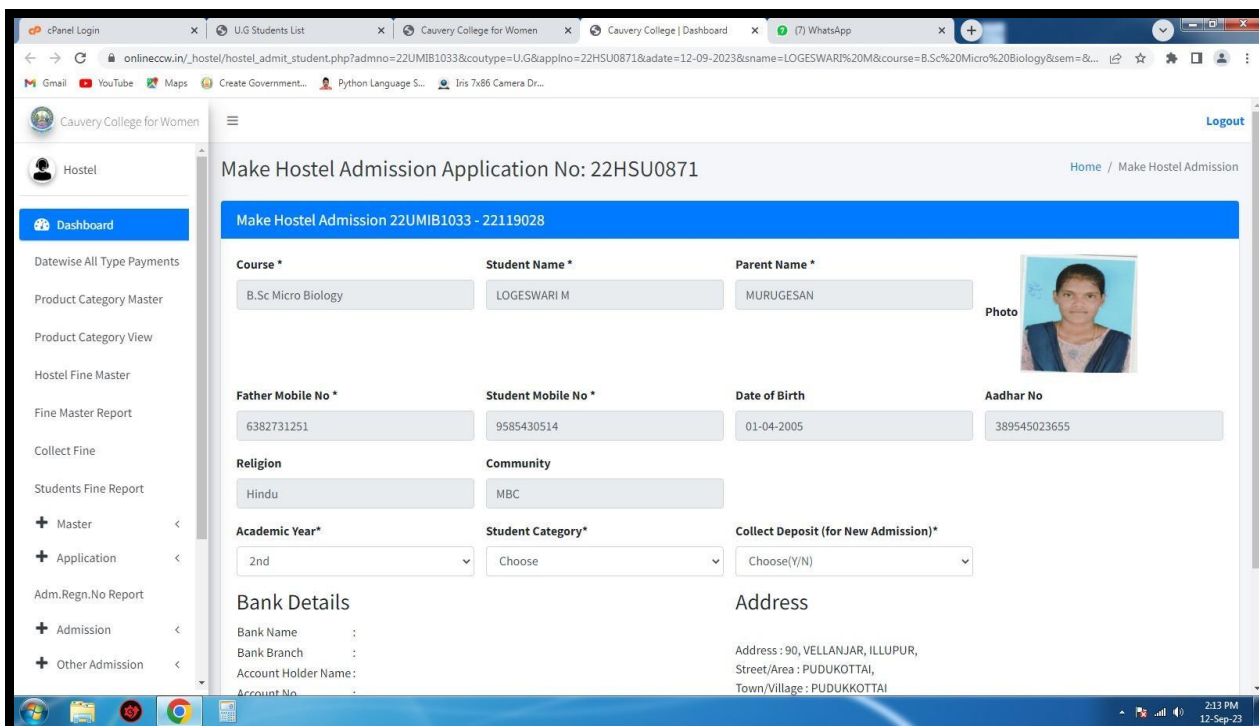 cPanel Login
U.G Students List
Cauvery College for Women
Cauvery College | Dashboard
(7) WhatsApp
onlineccw.in/_hostel/hostel_admit_student.php?admno=22UMIB1033&coutype=U.G&applno=22HSU0871&adate=12-09-2023&sname=LOGESWARI%20M&course=B.Sc%20Micro%20Biology&sem=&...
Gmail YouTube Maps Create Government... Python Language S... Iris 7x86 Camera Dr...
Cauvery College for Women
Logout
Hostel
Dashboard
Datewise All Type Payments
Product Category Master
Product Category View
Hostel Fine Master
Fine Master Report
Collect Fine
Students Fine Report
Master
Application
Adm.Regn.No Report
Admission
Other Admission
Make Hostel Admission Application No: 22HSU0871
Home / Make Hostel Admission
Make Hostel Admission 22UMIB1033 - 22119028
Course * Student Name * Parent Name *
B.Sc Micro Biology LOGESWARI M MURUGESAN
Photo
Father Mobile No * Student Mobile No * Date of Birth Aadhar No
6382731251 9585430514 01-04-2005 389545023655
Religion Community
Hindu MBC
Academic Year* Student Category* Collect Deposit (for New Admission)*
2nd Choose Choose(Y/N)
Bank Details
Bank Name :
Bank Branch :
Account Holder Name :
Account No :
Address
Address : 90, VELLANJAR, ILLUPUR,
Street/Area : PUDUKOTTAI,
Town/Village : PUDUKKOTTAI
2:13 PM
12-Sep-23